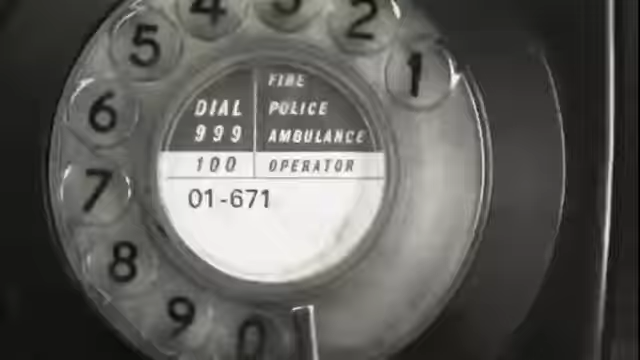 4 3 2
5 1
6
7
8
9 0
FIRE
DIAL POLICE
999 AMBULANCE
100 OPERATOR
01-671